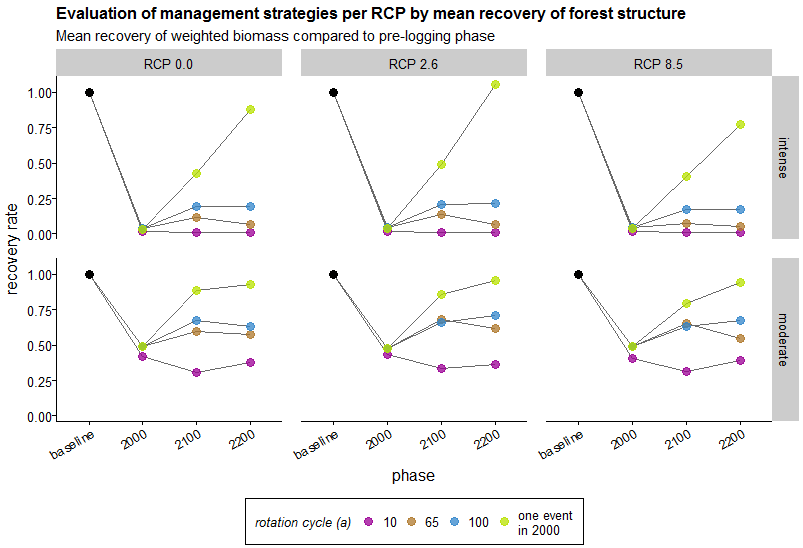 Evaluation of management strategies per RCP by mean recovery of forest structure
Mean recovery of weighted biomass compared to pre-logging phase
RCP 0.0
RCP 2.6
RCP 8.5
1.00
0.75
0.50
0.25
0.00
intense
recovery rate
1.00
0.75
0.50
0.25
0.00
moderate
baseline
2000
2100
2200
baseline
2000
2100
2200
baseline
2000
2100
2200
phase
rotation cycle (a)
10
65
100
one event
in 2000